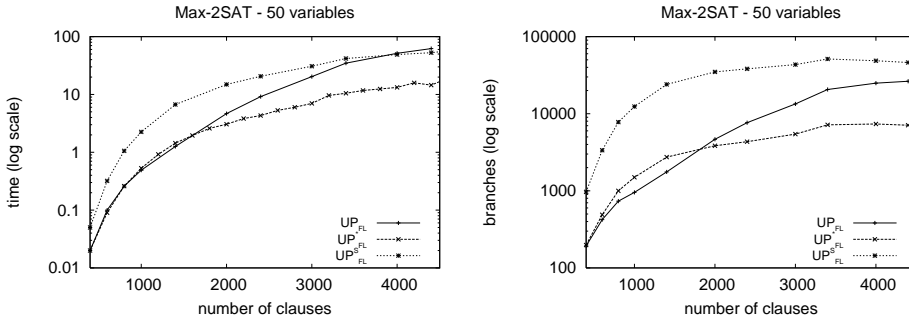 Max-2SAT - 50 variables
100
10
1
0.1
0.01
time (log scale)
1000
2000
3000
4000
number of clauses
UP_FL
UP*_FL
UP^S_FL
Max-2SAT - 50 variables
100000
10000
1000
100
branches (log scale)
1000
2000
3000
4000
number of clauses
UP_FL
UP*_FL
UP^S_FL